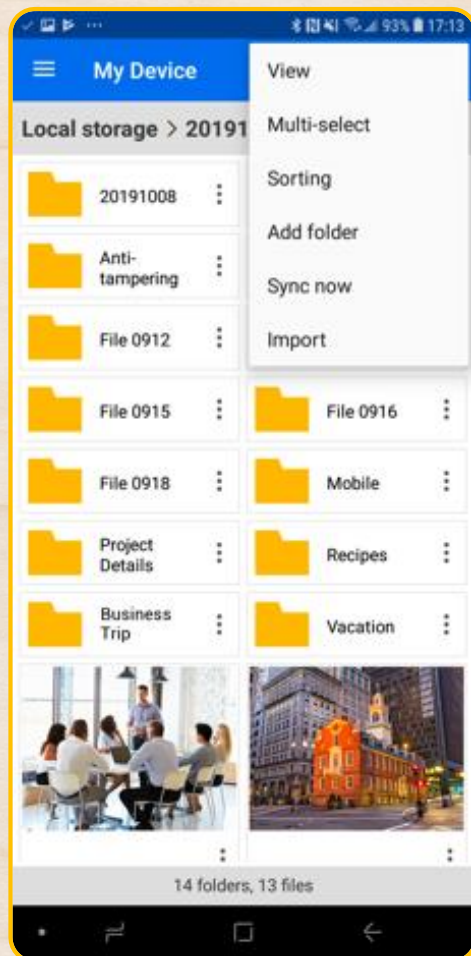 93% 17:13
My Device
View
Local storage > 20191
Multi-select
Sorting
Add folder
Sync now
Import
20191008
Anti-
tampering
File 0912
File 0915
File 0916
File 0918
Mobile
Project
Details
Recipes
Business
Trip
Vacation
14 folders, 13 files